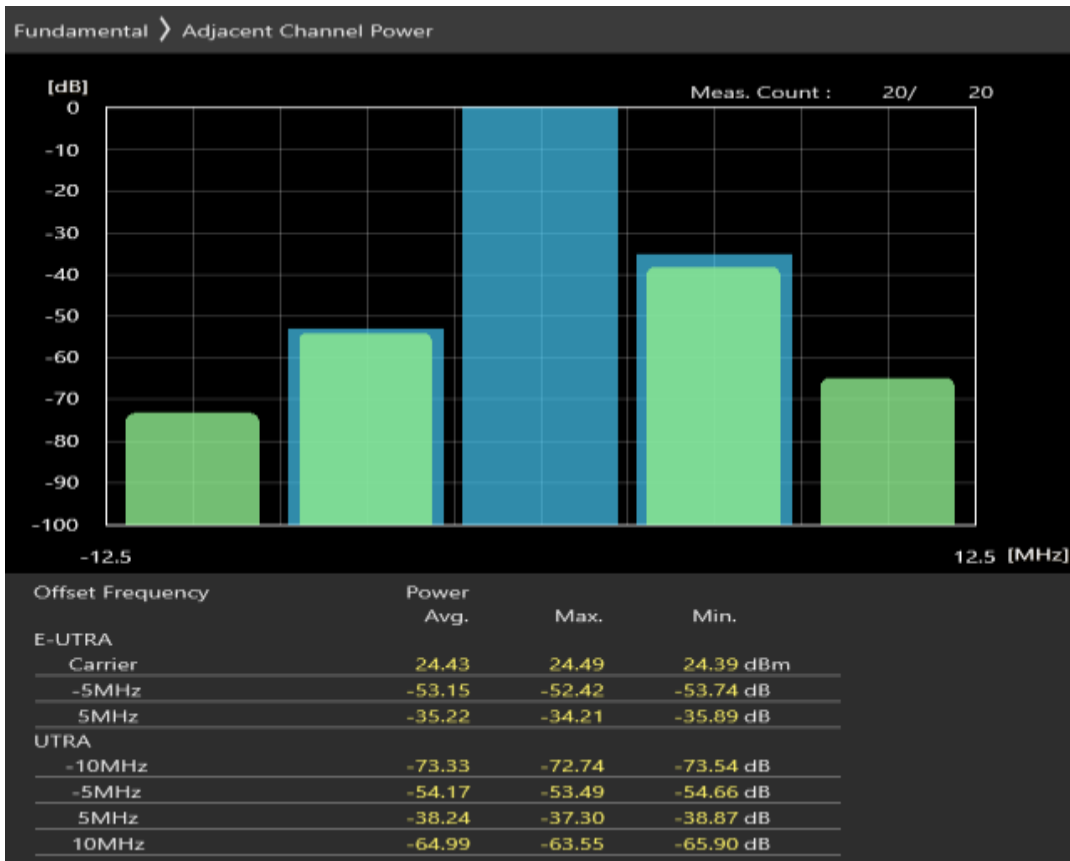 Fundamental ❯ Adjacent Channel Power
[dB]
Meas. Count : 20/ 20
0
-10
-20
-30
-40
-50
-60
-70
-80
-90
-100
-12.5 12.5 [MHz]
Offset Frequency Power
Avg. Max. Min.
E-UTRA
Carrier 24.43 24.49 24.39 dBm
-5MHz -53.15 -52.42 -53.74 dB
5MHz -35.22 -34.21 -35.89 dB
UTRA
-10MHz -73.33 -72.74 -73.54 dB
-5MHz -54.17 -53.49 -54.66 dB
5MHz -38.24 -37.30 -38.87 dB
10MHz -64.99 -63.55 -65.90 dB